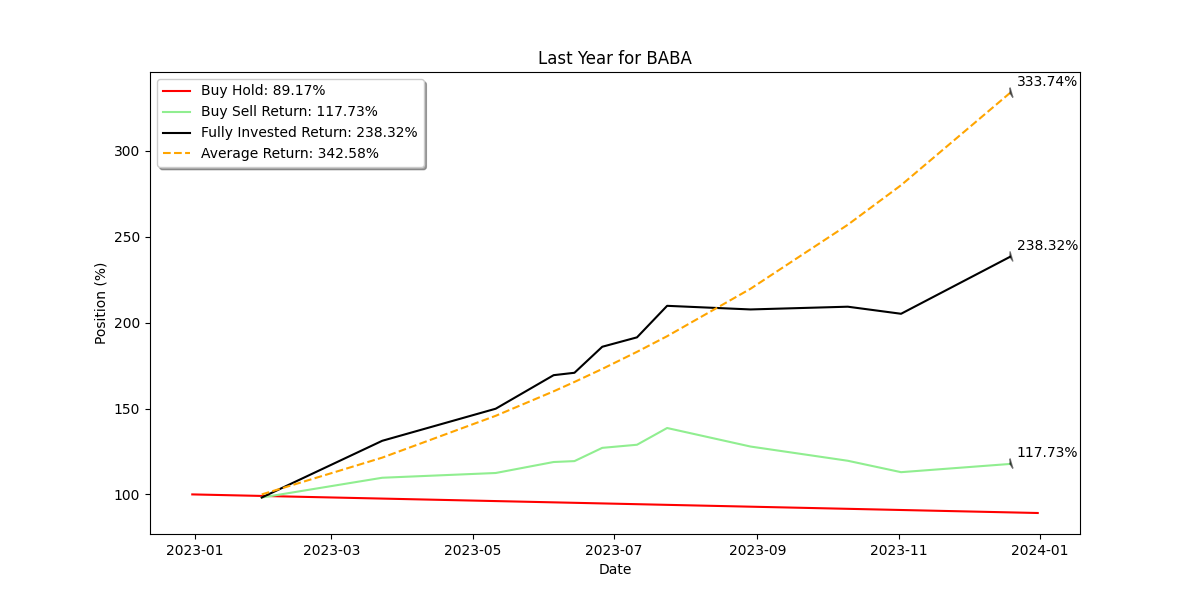 Last Year for BABA
333.74%
Buy Hold: 89.17%
Buy Sell Return: 117.73%
Fully Invested Return: 238.32%
Average Return: 342.58%
300
250
238.32%
200
150
117.73%
100
Position (%)
2023-01 2023-03 2023-05 2023-07 2023-09 2023-11 2024-01
Date